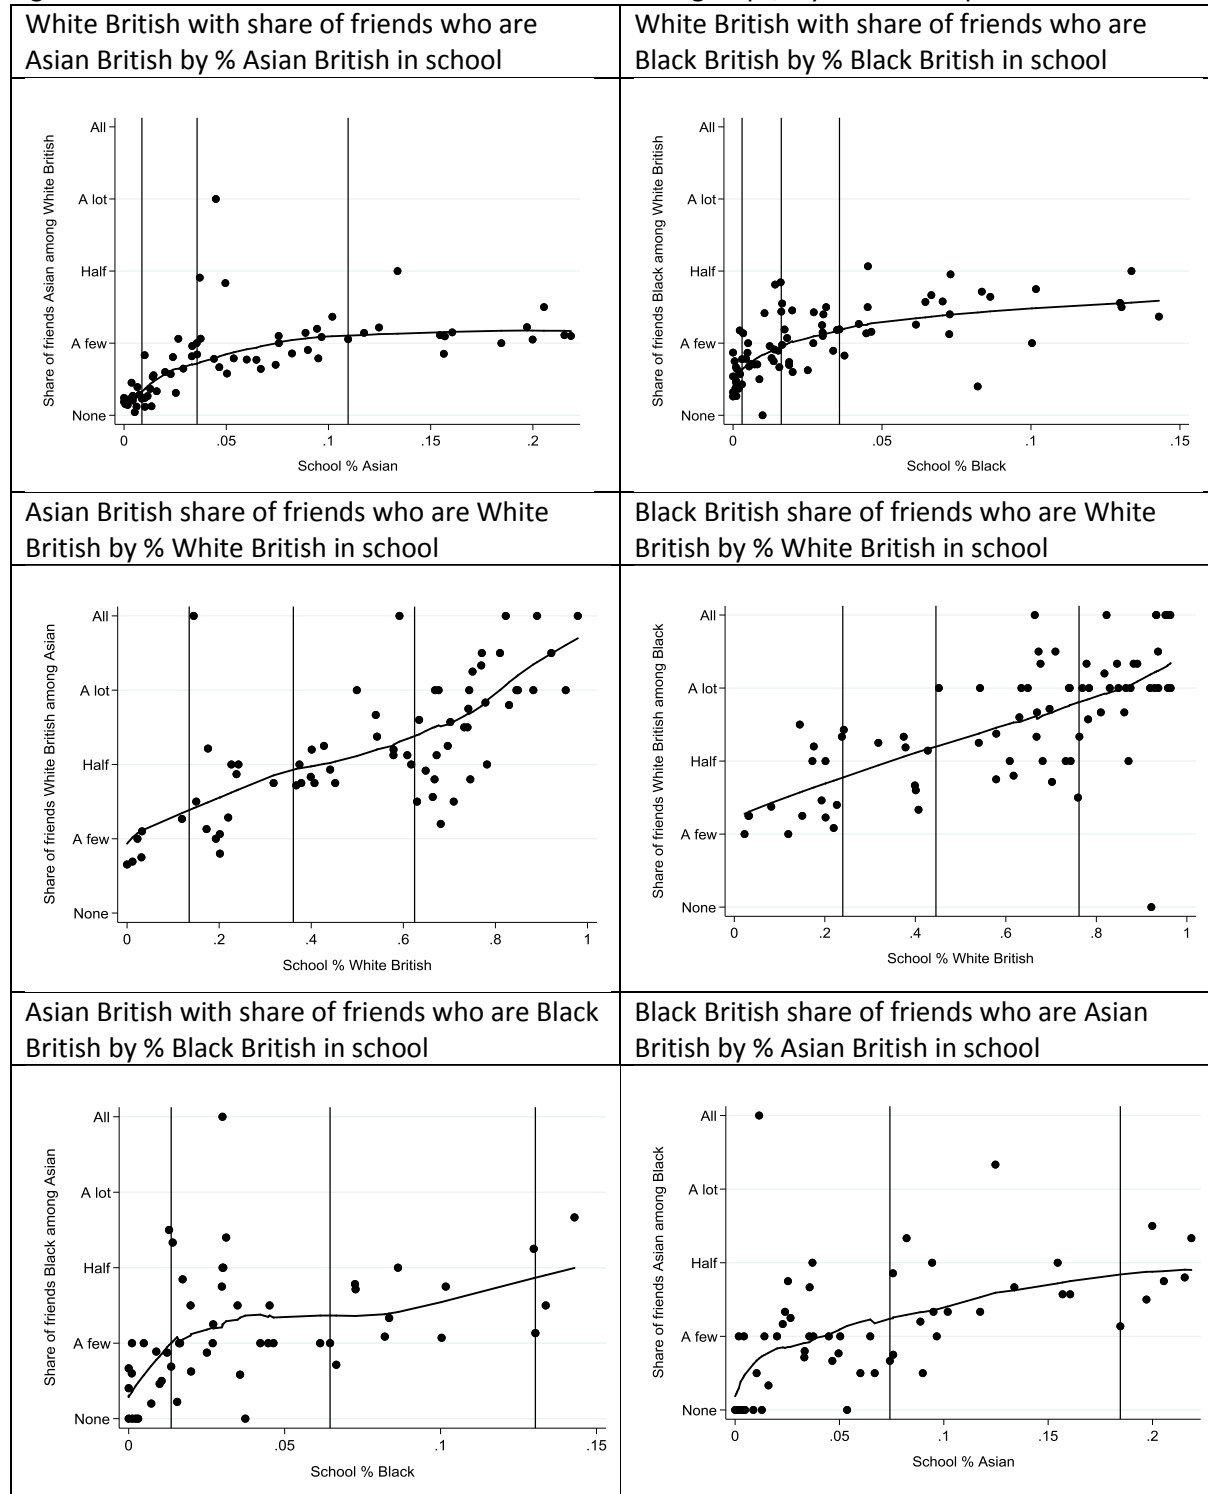 White British with share of friends who are
Asian British by % Asian British in school
White British with share of friends who are
Black British by % Black British in school
Share of friends Asian among White British
All
A lot
Half
A few
None
0
.05
.1
.15
.2
School % Asian
Share of friends Black among White British
All
A lot
Half
A few
None
0
.05
.1
.15
School % Black
Asian British share of friends who are White
British by % White British in school
Black British share of friends who are White
British by % White British in school
Share of friends White British among Asian
All
A lot
Half
A few
None
0
.2
.4
.6
.8
1
School % White British
Share of friends White British among Black
All
A lot
Half
A few
None
0
.2
.4
.6
.8
1
School % White British
Asian British with share of friends who are Black
British by % Black British in school
Black British share of friends who are Asian
British by % Asian British in school
Share of friends Black among Asian
All
A lot
Half
A few
None
0
.05
.1
.15
School % Black
Share of friends Asian among Black
All
A lot
Half
A few
None
0
.05
.1
.15
.2
School % Asian